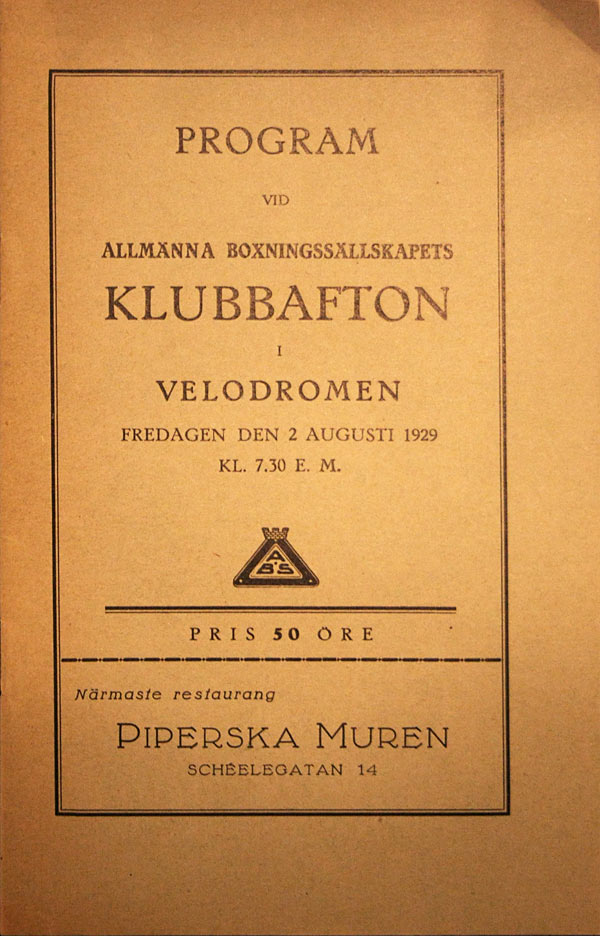 PROGRAM
VID
ALLMÄNNA BOXNINGSSÄLLSKAPETS
KLUBBAFTON
I
VELODROMEN
FREDAGEN DEN 2 AUGUSTI 1929
KL. 7.30 E. M.
A
B·S
PRIS 50 ÖRE
Närmaste restaurang
PIPERSKA MUREN
SCHÉELEGATAN 14